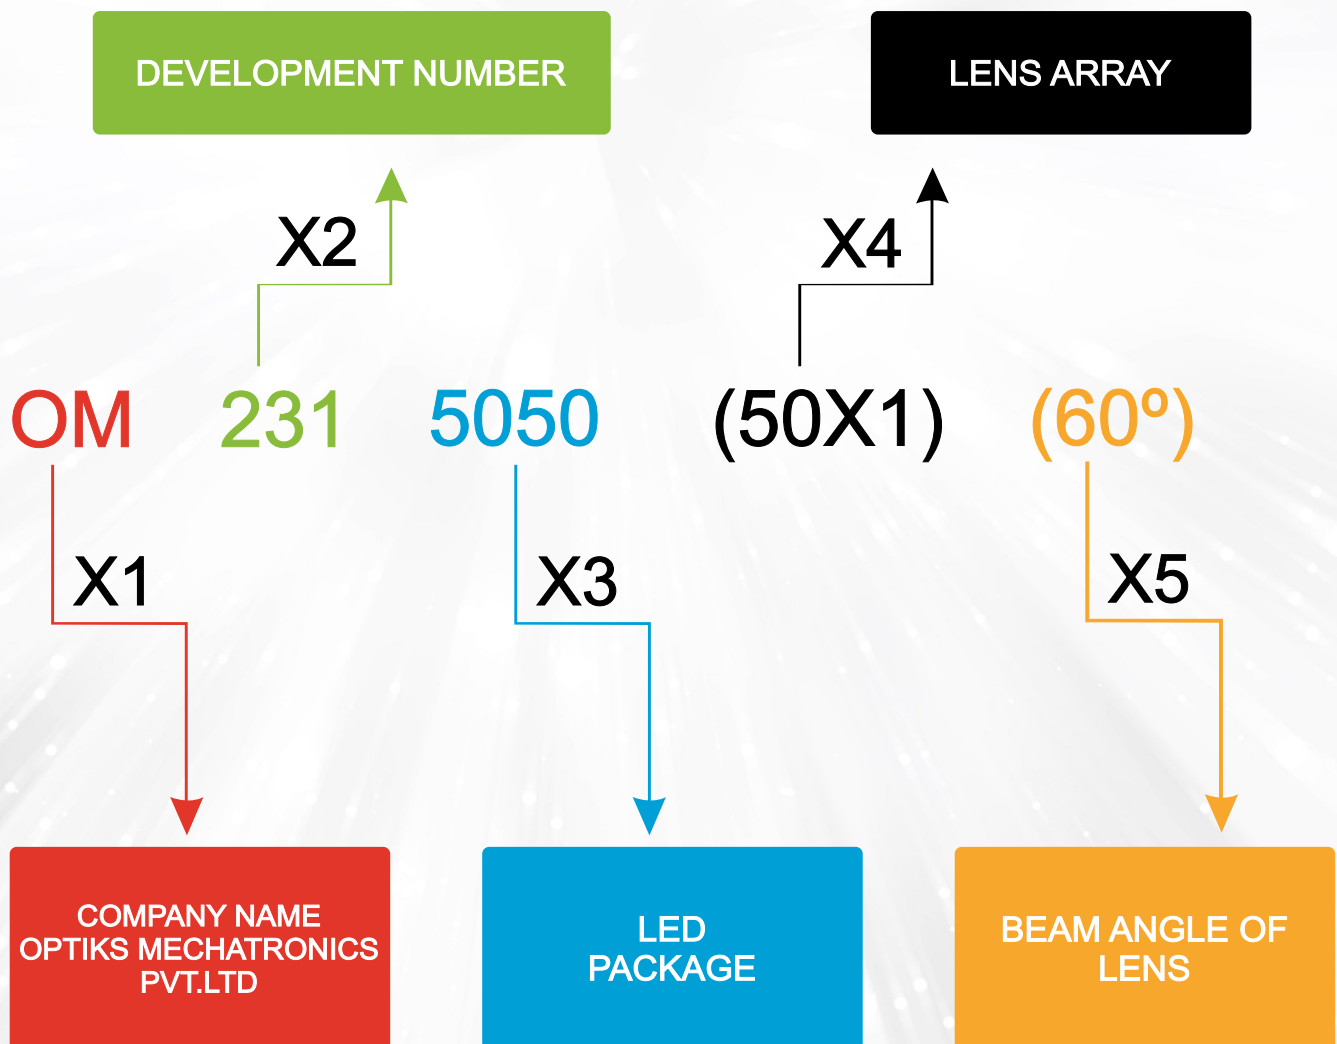 DEVELOPMENT NUMBER
LENS ARRAY
X2
X4
OM 231 5050 (50X1) (60º)
X1
X3
X5
COMPANY NAME
OPTIKS MECHATRONICS
PVT.LTD
LED
PACKAGE
BEAM ANGLE OF
LENS